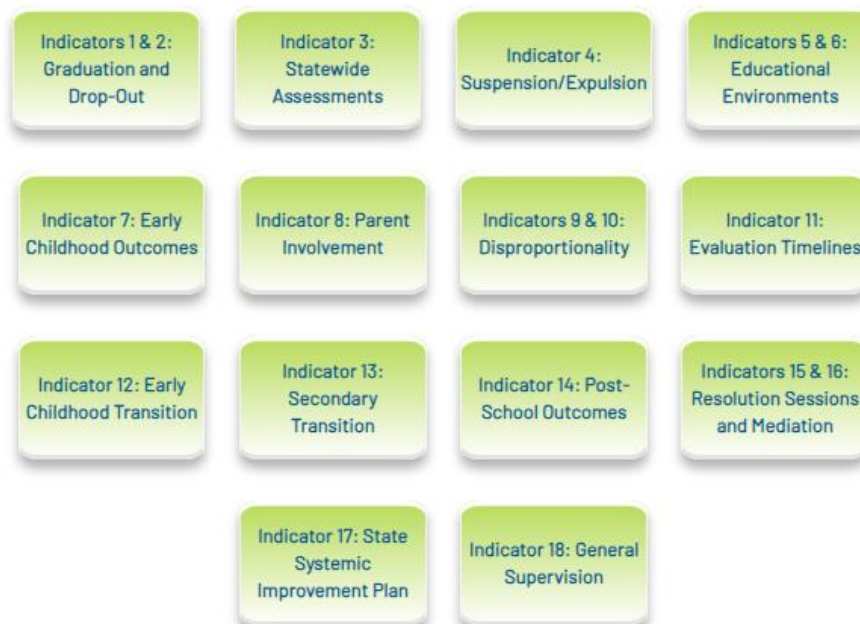 Indicators 1 & 2:
Graduation and
Drop-Out
Indicator 3:
Statewide
Assessments
Indicator 4:
Suspension/Expulsion
Indicators 5 & 6:
Educational
Environments
Indicator 7: Early
Childhood Outcomes
Indicator 8: Parent
Involvement
Indicators 9 & 10:
Disproportionality
Indicator 11:
Evaluation Timelines
Indicator 12: Early
Childhood Transition
Indicator 13:
Secondary
Transition
Indicator 14: Post-
School Outcomes
Indicators 15 & 16:
Resolution Sessions
and Mediation
Indicator 17: State
Systemic
Improvement Plan
Indicator 18: General
Supervision